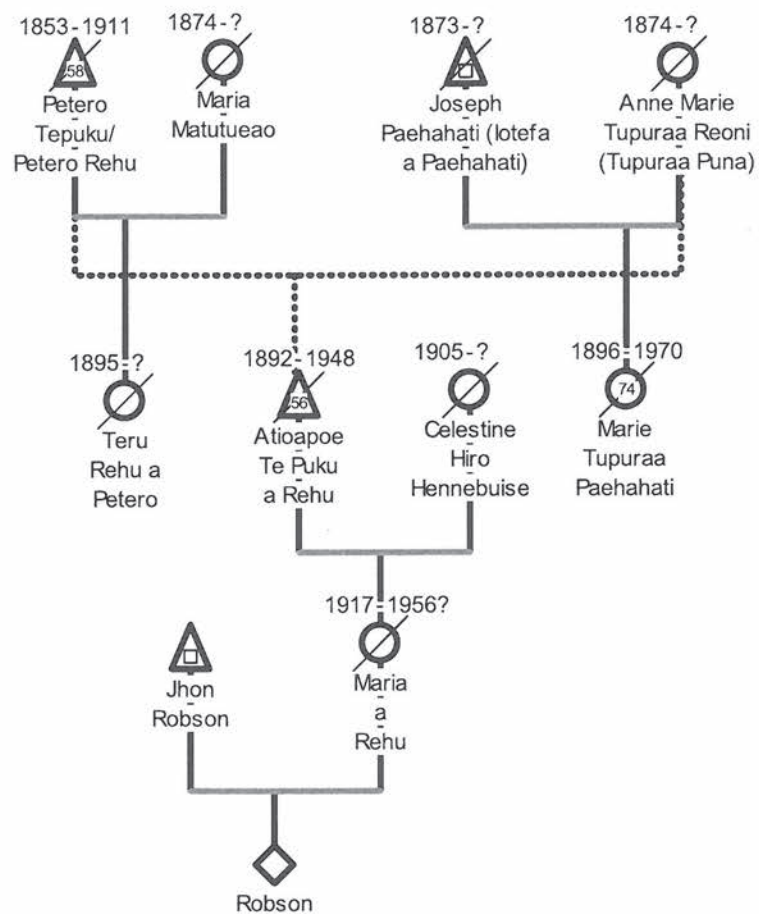 1853-1911
58
Petero
Tepuku/
Petero Rehu
1874-?
Maria
Matutueao
1873-?
Joseph
Paehahati (Iotefa
a Paehahati)
1874-?
Anne Marie
Tupuraa Reoni
(Tupuraa Puna)
1895-?
Teru
Rehu a
Petero
1892-1948
56
Atioapoe
Te Puku
a Rehu
1905-?
Celestine
Hiro
Hennebuise
1896-1970
74
Marie
Tupuraa
Paehahati
1917-1956?
Maria
a
Rehu
Jhon
Robson
Robson